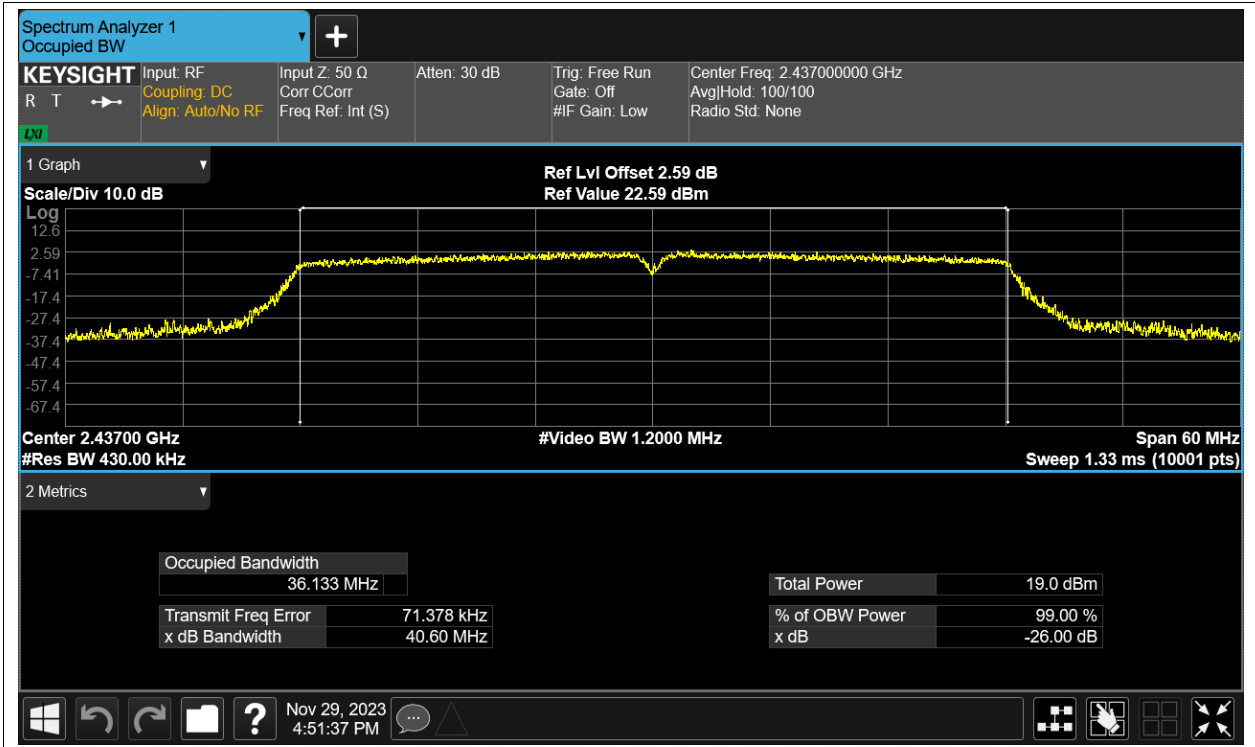 Spectrum Analyzer 1
Occupied BW
KEYSIGHT
R T
LXI
Input: RF
Coupling: DC
Align: Auto/No RF
Input Z: 50 Ω
Corr CCorr
Freq Ref: Int (S)
Atten: 30 dB
Trig: Free Run
Gate: Off
#IF Gain: Low
Center Freq: 2.437000000 GHz
Avg|Hold: 100/100
Radio Std: None
1 Graph
Scale/Div 10.0 dB
Ref Lvl Offset 2.59 dB
Ref Value 22.59 dBm
Log
12.6
2.59
-7.41
-17.4
-27.4
-37.4
-47.4
-57.4
-67.4
Center 2.43700 GHz
#Res BW 430.00 kHz
#Video BW 1.2000 MHz
Span 60 MHz
Sweep 1.33 ms (10001 pts)
2 Metrics
Occupied Bandwidth
36.133 MHz
Transmit Freq Error 71.378 kHz
x dB Bandwidth 40.60 MHz
Total Power 19.0 dBm
% of OBW Power 99.00 %
x dB -26.00 dB
Nov 29, 2023
4:51:37 PM